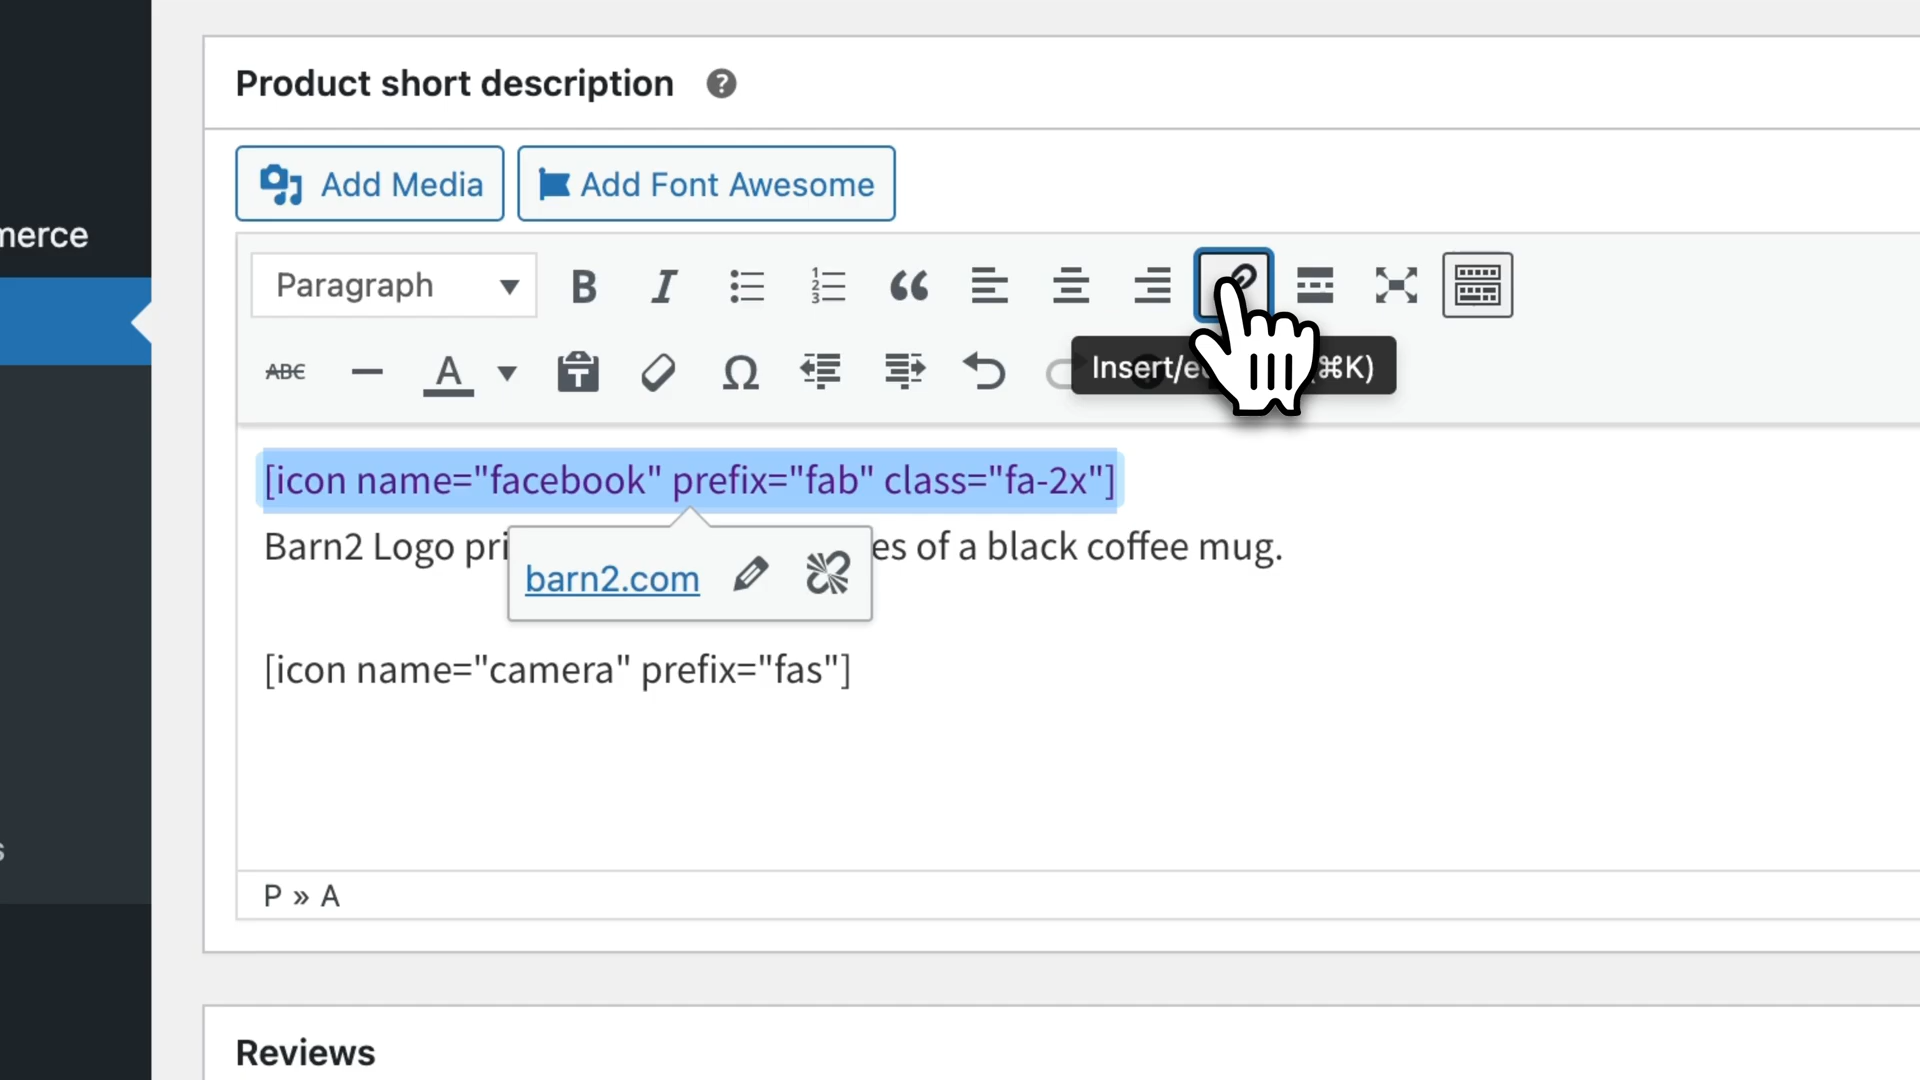 Product short description ?
Add Media
Add Font Awesome
merce
Paragraph
B I
ABC
A
Insert/e ⌘K)
[icon name="facebook" prefix="fab" class="fa-2x"]
Barn2 Logo pri es of a black coffee mug.
barn2.com
[icon name="camera" prefix="fas"]
s
P » A
Reviews